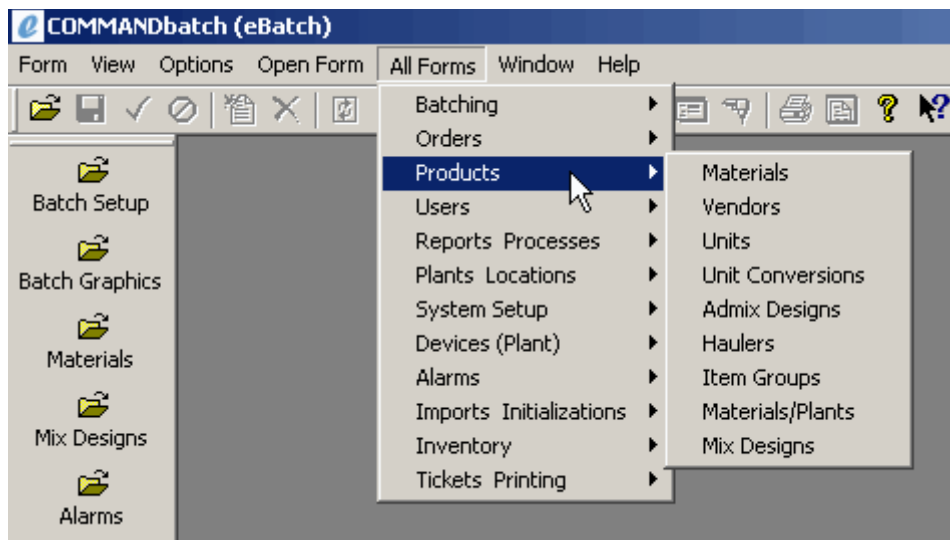 COMMANDbatch (eBatch)
Form View Options Open Form All Forms Window Help
Batch Setup
Batch Graphics
Materials
Mix Designs
Alarms
Batching
Orders
Products
Users
Reports Processes
Plants Locations
System Setup
Devices (Plant)
Alarms
Imports Initializations
Inventory
Tickets Printing
Materials
Vendors
Units
Unit Conversions
Admix Designs
Haulers
Item Groups
Materials/Plants
Mix Designs